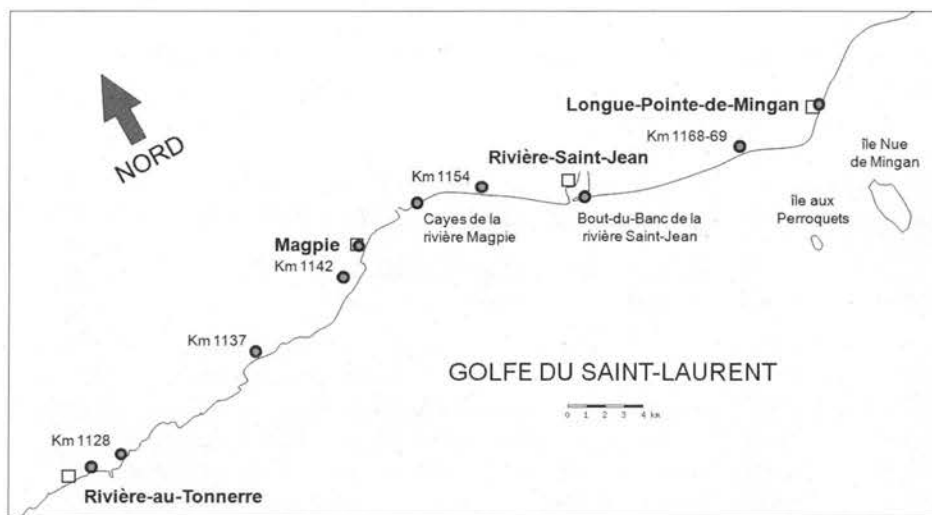 Longue-Pointe-de-Mingan
Km 1168-69
île Nue
de Mingan
NORD
Rivière-Saint-Jean
Km 1154
île aux
Perroquets
Cayes de la
rivière Magpie
Bout-du-Banc de la
rivière Saint-Jean
Magpie
Km 1142
Km 1137
GOLFE DU SAINT-LAURENT
0 1 2 3 4 km
Km 1128
Rivière-au-Tonnerre